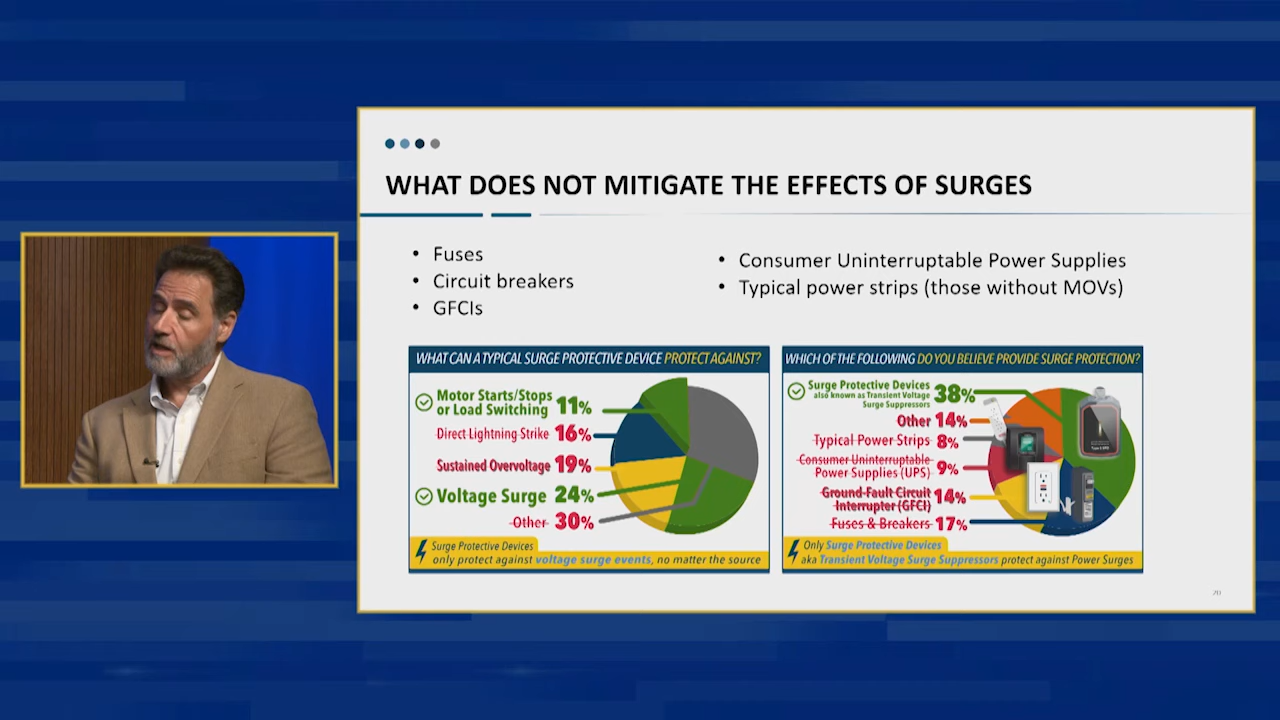 WHAT DOES NOT MITIGATE THE EFFECTS OF SURGES
• Fuses
• Circuit breakers
• GFCIs
• Consumer Uninterruptable Power Supplies
• Typical power strips (those without MOVs)
WHAT CAN A TYPICAL SURGE PROTECTIVE DEVICE PROTECT AGAINST?
Motor Starts/Stops
or Load Switching 11%
Direct Lightning Strike 16%
Sustained Overvoltage 19%
Voltage Surge 24%
Other 30%
Surge Protective Devices
only protect against voltage surge events, no matter the source
WHICH OF THE FOLLOWING DO YOU BELIEVE PROVIDE SURGE PROTECTION?
Surge Protective Devices 38%
also known as Transient Voltage
Surge Suppressors
Other 14%
Typical Power Strips 8%
Consumer Uninterruptable
Power Supplies (UPS) 9%
Ground-Fault Circuit
Interrupter (GFCI) 14%
Fuses & Breakers 17%
Only Surge Protective Devices
aka Transient Voltage Surge Suppressors protect against Power Surges
20